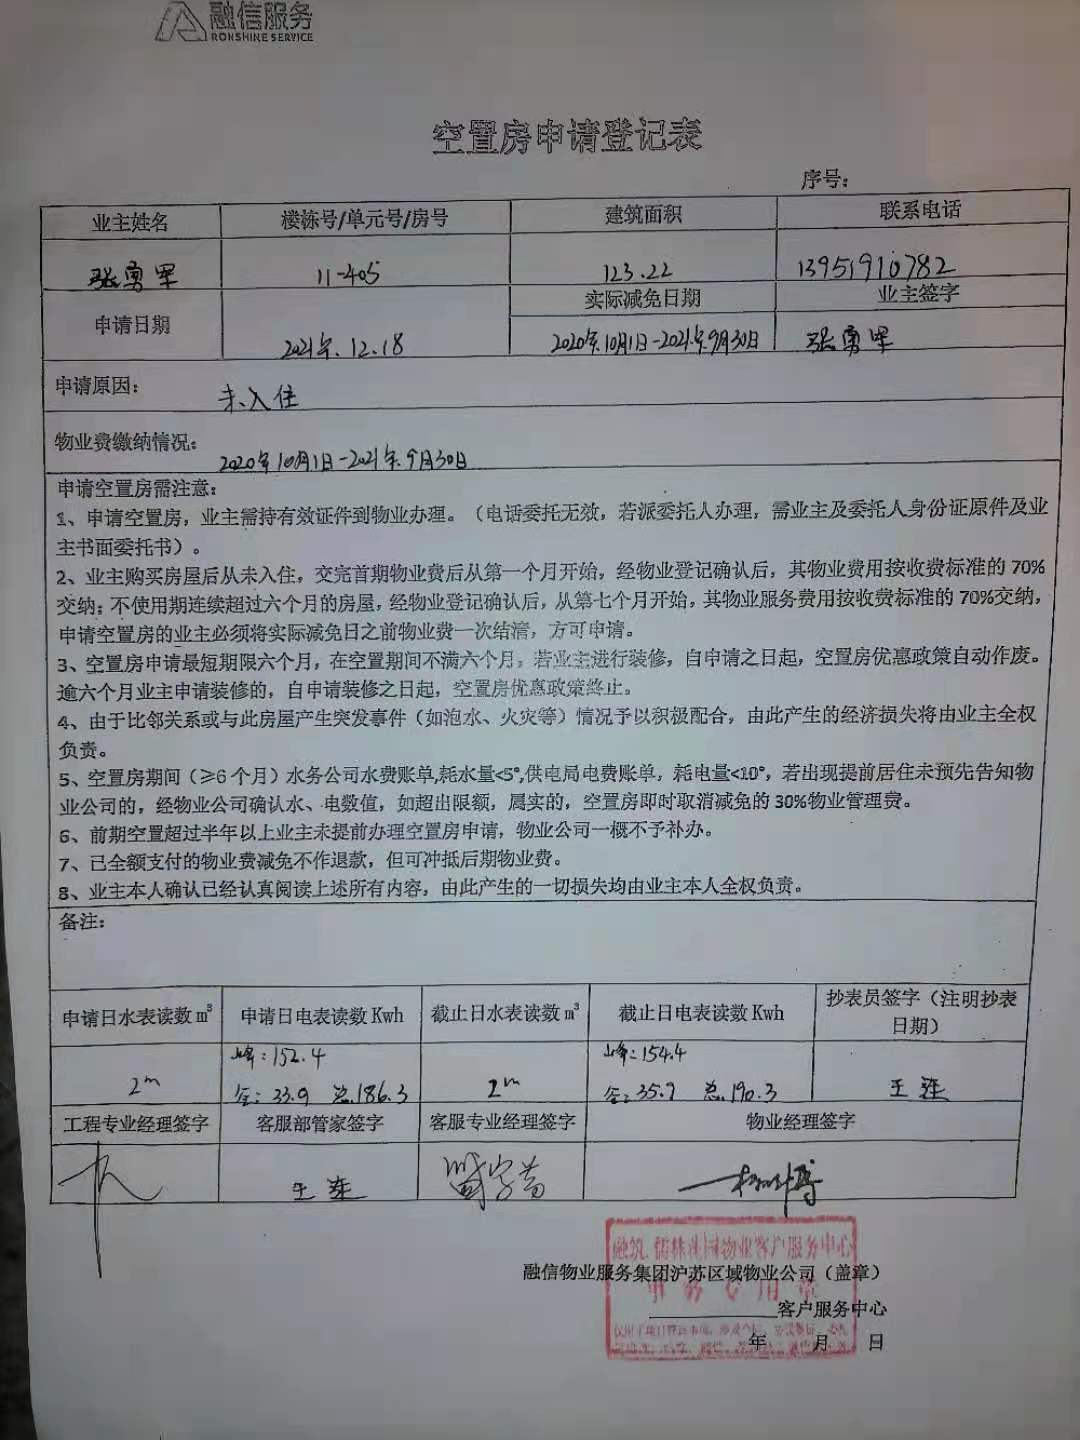 融信服务
RONSHINE SERVICE
空置房申请登记表
序号：
业主姓名 楼栋号/单元号/房号 建筑面积 联系电话
张勇军 11-405 123.22 13951910782
申请日期 实际减免日期 业主签字
2021年.12.18 2020年10月1日-2021年9月30日 张勇军
申请原因： 未入住
物业费缴纳情况： 2020年10月1日-2021年9月30日
申请空置房需注意：
1、申请空置房，业主需持有效证件到物业办理。（电话委托无效，若派委托人办理，需业主及委托人身份证原件及业
主书面委托书）。
2、业主购买房屋后从未入住，交完首期物业费后从第一个月开始，经物业登记确认后，其物业费用按收费标准的70%
交纳；不使用期连续超过六个月的房屋，经物业登记确认后，从第七个月开始，其物业服务费用按收费标准的70%交纳，
申请空置房的业主必须将实际减免日之前物业费一次结清，方可申请。
3、空置房申请最短期限六个月，在空置期间不满六个月，若业主进行装修，自申请之日起，空置房优惠政策自动作废。
逾六个月业主申请装修的，自申请装修之日起，空置房优惠政策终止。
4、由于比邻关系或与此房屋产生突发事件（如泡水、火灾等）情况予以积极配合，由此产生的经济损失将由业主全权
负责。
5、空置房期间（≥6个月）水务公司水费账单,耗水量<5°,供电局电费账单，耗电量<10°，若出现提前居住未预先告知物
业公司的，经物业公司确认水、电数值，如超出限额，属实的，空置房即时取消减免的30%物业管理费。
6、前期空置超过半年以上业主未提前办理空置房申请，物业公司一概不予补办。
7、已全额支付的物业费减免不作退款，但可冲抵后期物业费。
8、业主本人确认已经认真阅读上述所有内容，由此产生的一切损失均由业主本人全权负责。
备注：
申请日水表读数m³ 申请日电表读数Kwh 截止日水表读数m³ 截止日电表读数Kwh 抄表员签字（注明抄表
日期）
峰：152.4 峰：154.4
2m 谷：33.9 总.186.3 2m 谷：35.9 总.190.3 王莲
工程专业经理签字 客服部管家签字 客服专业经理签字 物业经理签字
王莲
物业客户服务中心
融信物业服务集团沪苏区域物业公司（盖章）
专用章
客户服务中心
年 月 日